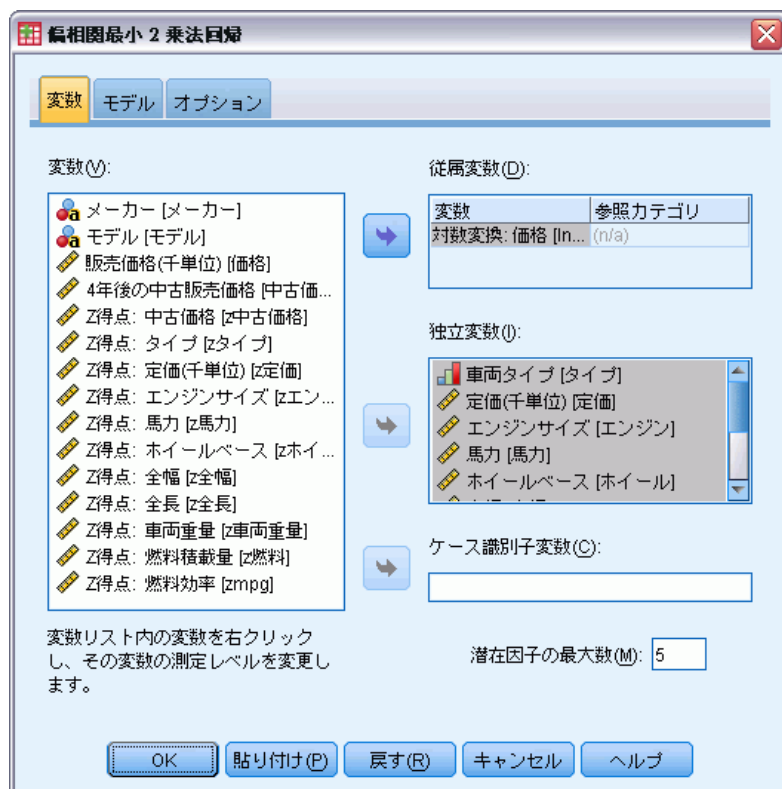 偏相関最小 2 乗法回帰
変数 モデル オプション
変数(V):
メーカー [メーカー]
モデル [モデル]
販売価格(千単位) [価格]
4年後の中古販売価格 [中古価...
Z得点: 中古価格 [z中古価格]
Z得点: タイプ [zタイプ]
Z得点: 定価(千単位) [z定価]
Z得点: エンジンサイズ [zエン...
Z得点: 馬力 [z馬力]
Z得点: ホイールベース [zホイ...
Z得点: 全幅 [z全幅]
Z得点: 全長 [z全長]
Z得点: 車両重量 [z車両重量]
Z得点: 燃料積載量 [z燃料]
Z得点: 燃料効率 [zmpg]
変数リスト内の変数を右クリック
し、その変数の測定レベルを変更し
ます。
従属変数(D):
変数 参照カテゴリ
対数変換: 価格 [In... (n/a)
独立変数(I):
車両タイプ [タイプ]
定価(千単位) [定価]
エンジンサイズ [エンジン]
馬力 [馬力]
ホイールベース [ホイール]
ケース識別子変数(C):
潜在因子の最大数(M): 5
OK 貼り付け(P) 戻す(R) キャンセル ヘルプ